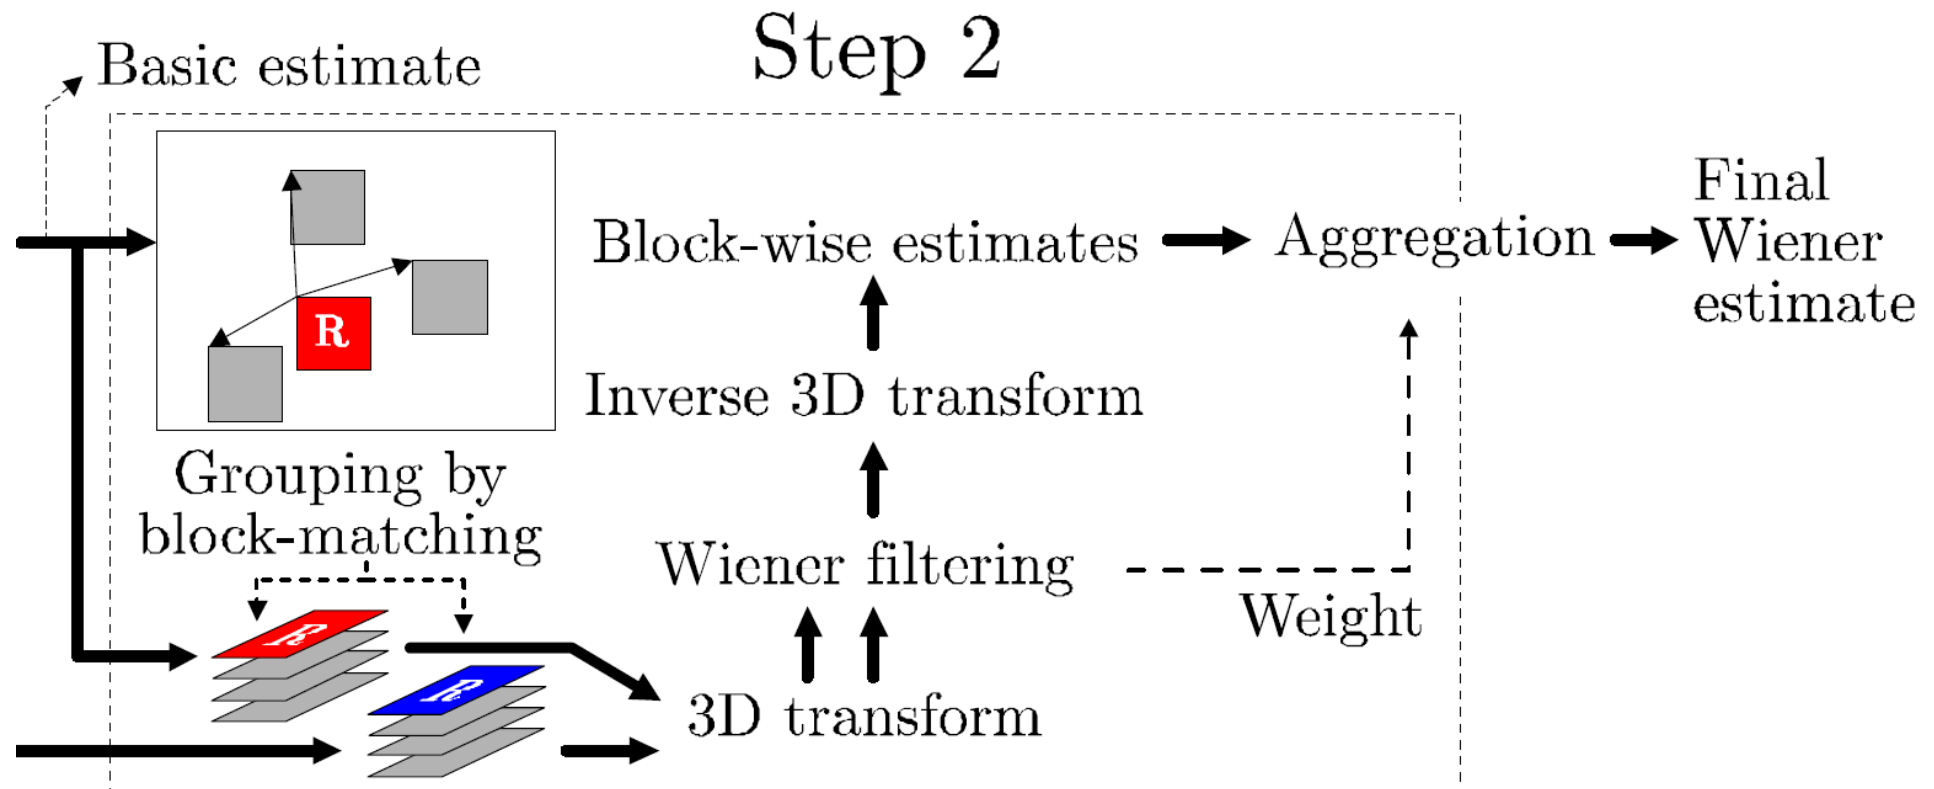 Step 2
Basic estimate
R
Block-wise estimates
Aggregation
Final
Wiener
estimate
Inverse 3D transform
Grouping by
block-matching
Wiener filtering
Weight
R
R
3D transform